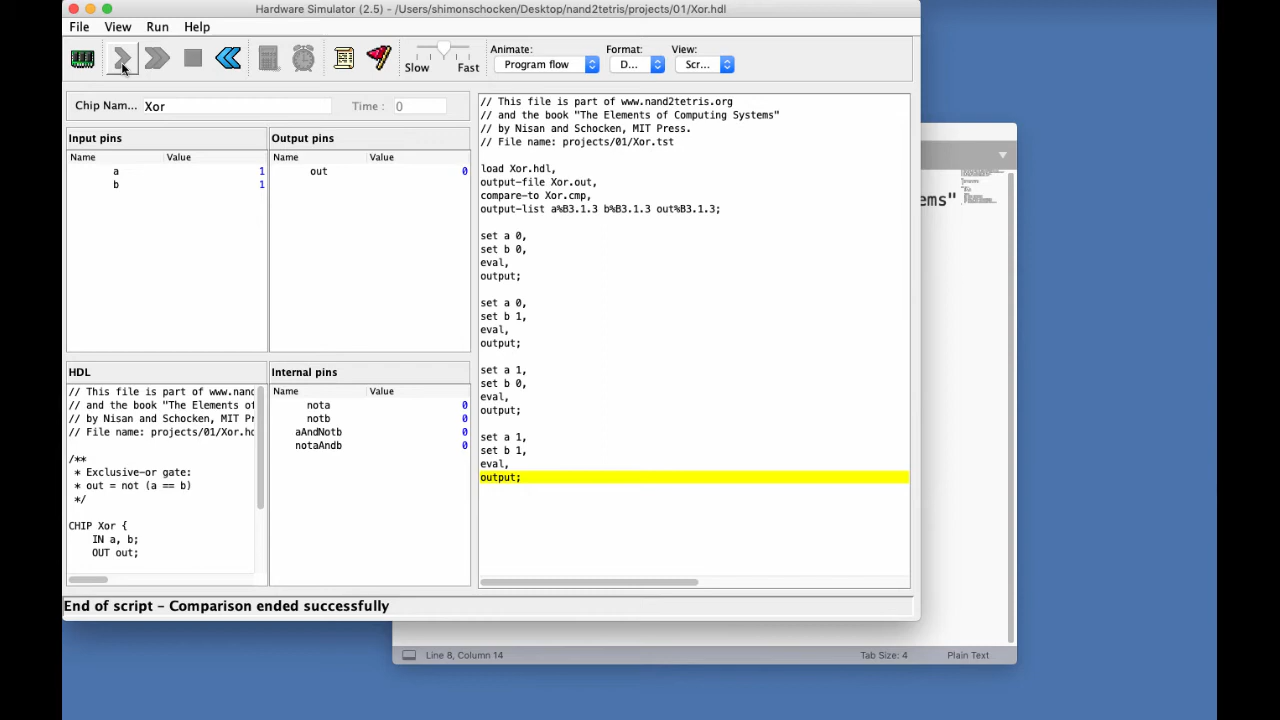 Hardware Simulator (2.5) - /Users/shimonschocken/Desktop/nand2tetris/projects/01/Xor.hdl
File View Run Help
Slow Fast
Animate: Format: View:
Program flow D... Scr...
Chip Nam... Xor Time : 0
Input pins
Name Value
a 1
b 1
Output pins
Name Value
out 0
HDL
// This file is part of www.nand
// and the book "The Elements of
// by Nisan and Schocken, MIT Pr
// File name: projects/01/Xor.hd
/**
* Exclusive-or gate:
* out = not (a == b)
*/
CHIP Xor {
IN a, b;
OUT out;
Internal pins
Name Value
nota 0
notb 0
aAndNotb 0
notaAndb 0
// This file is part of www.nand2tetris.org
// and the book "The Elements of Computing Systems"
// by Nisan and Schocken, MIT Press.
// File name: projects/01/Xor.tst
load Xor.hdl,
output-file Xor.out,
compare-to Xor.cmp,
output-list a%B3.1.3 b%B3.1.3 out%B3.1.3;
set a 0,
set b 0,
eval,
output;
set a 0,
set b 1,
eval,
output;
set a 1,
set b 0,
eval,
output;
set a 1,
set b 1,
eval,
output;
End of script - Comparison ended successfully
ems"
Line 8, Column 14 Tab Size: 4 Plain Text